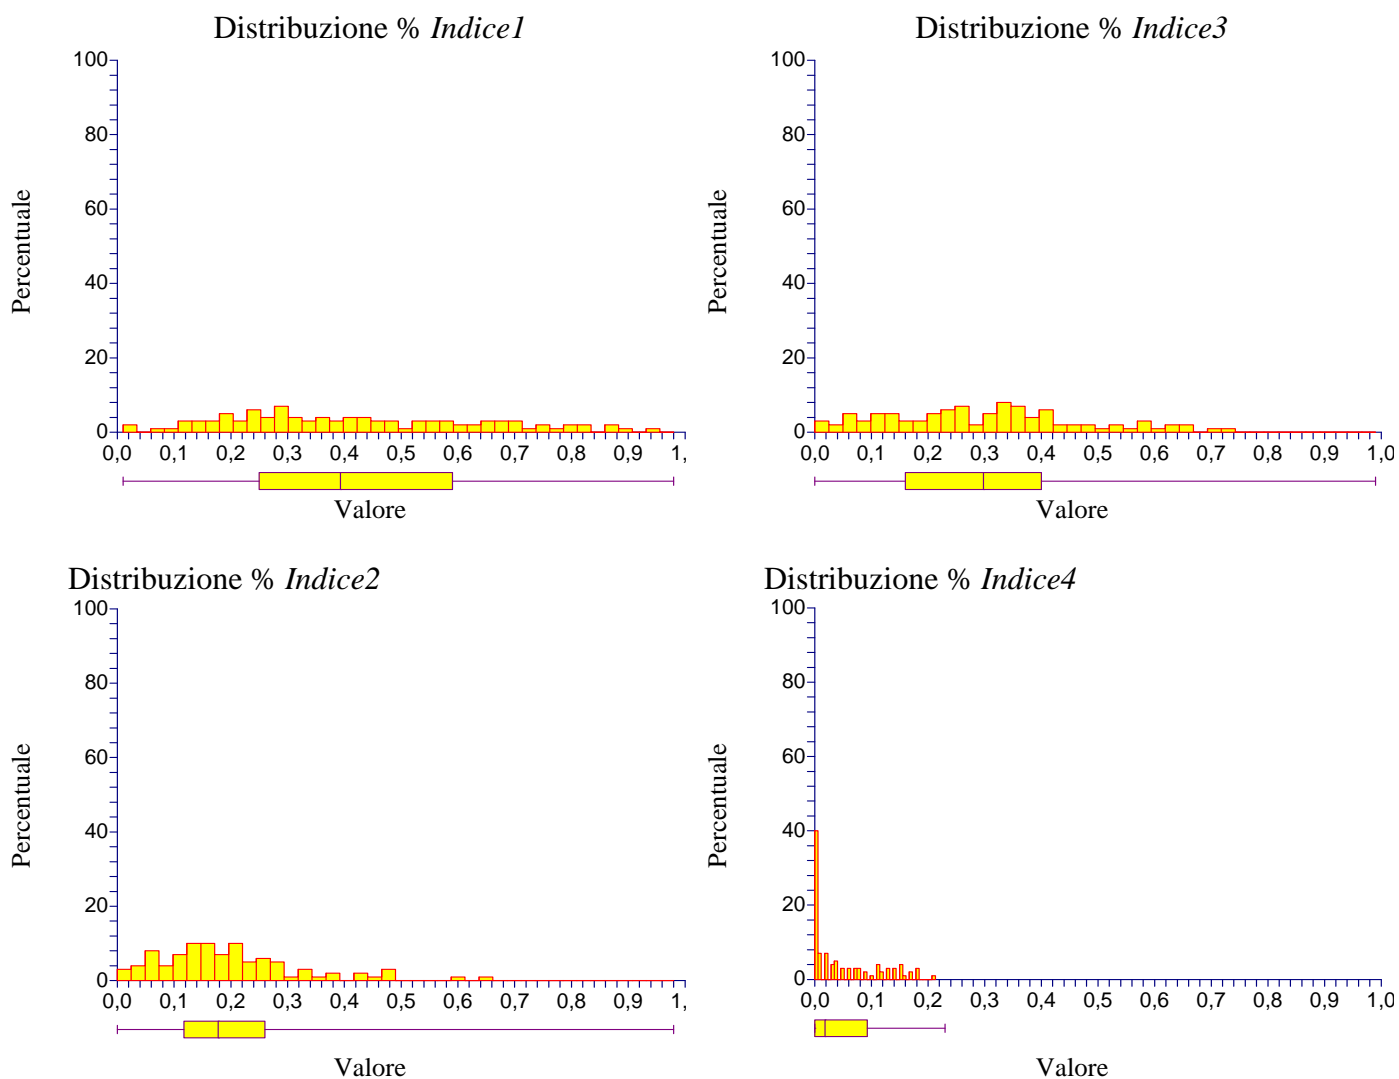 Distribuzione % Indice1
100
80
60
40
20
0
Percentuale
0,0 0,1 0,2 0,3 0,4 0,5 0,6 0,7 0,8 0,9 1,
Valore
Distribuzione % Indice3
100
80
60
40
20
0
Percentuale
0,0 0,1 0,2 0,3 0,4 0,5 0,6 0,7 0,8 0,9 1,0
Valore
Distribuzione % Indice2
100
80
60
40
20
0
Percentuale
0,0 0,1 0,2 0,3 0,4 0,5 0,6 0,7 0,8 0,9 1,
Valore
Distribuzione % Indice4
100
80
60
40
20
0
Percentuale
0,0 0,1 0,2 0,3 0,4 0,5 0,6 0,7 0,8 0,9 1,0
Valore